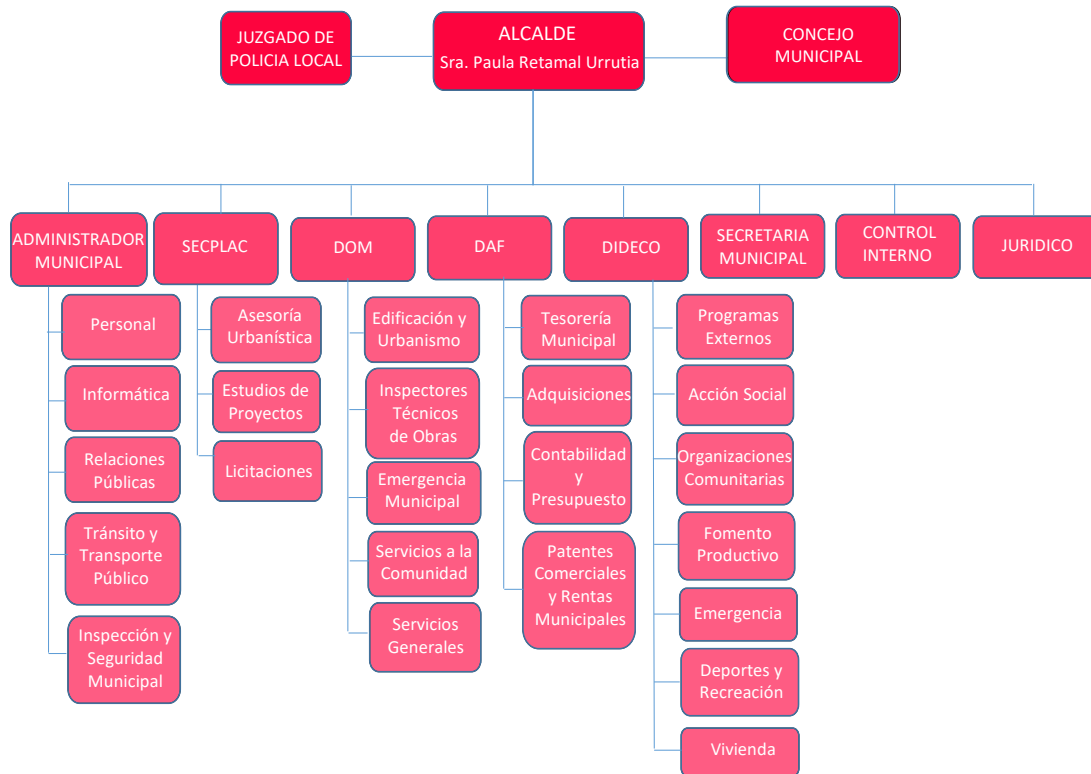 JUZGADO DE
POLICIA LOCAL
ALCALDE
Sra. Paula Retamal Urrutia
CONCEJO
MUNICIPAL
ADMINISTRADOR
MUNICIPAL
SECPLAC
DOM
DAF
DIDECO
SECRETARIA
MUNICIPAL
CONTROL
INTERNO
JURIDICO
Personal
Informática
Relaciones
Públicas
Tránsito y
Transporte
Público
Inspección y
Seguridad
Municipal
Asesoría
Urbanística
Estudios de
Proyectos
Licitaciones
Edificación y
Urbanismo
Inspectores
Técnicos
de Obras
Emergencia
Municipal
Servicios a la
Comunidad
Servicios
Generales
Tesorería
Municipal
Adquisiciones
Contabilidad
y
Presupuesto
Patentes
Comerciales
y Rentas
Municipales
Programas
Externos
Acción Social
Organizaciones
Comunitarias
Fomento
Productivo
Emergencia
Deportes y
Recreación
Vivienda